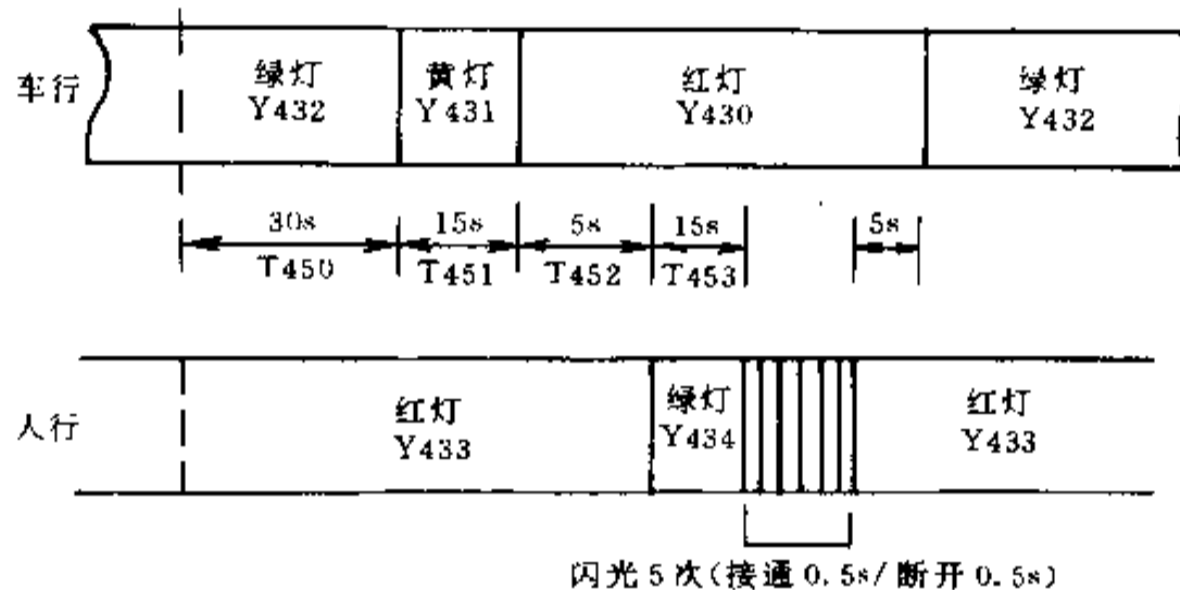 车行
绿灯
Y432
黄灯
Y431
红灯
Y430
绿灯
Y432
30s
T450
15s
T451
5s
T452
15s
T453
5s
人行
红灯
Y433
绿灯
Y434
红灯
Y433
闪光5次(接通0.5s/断开0.5s)